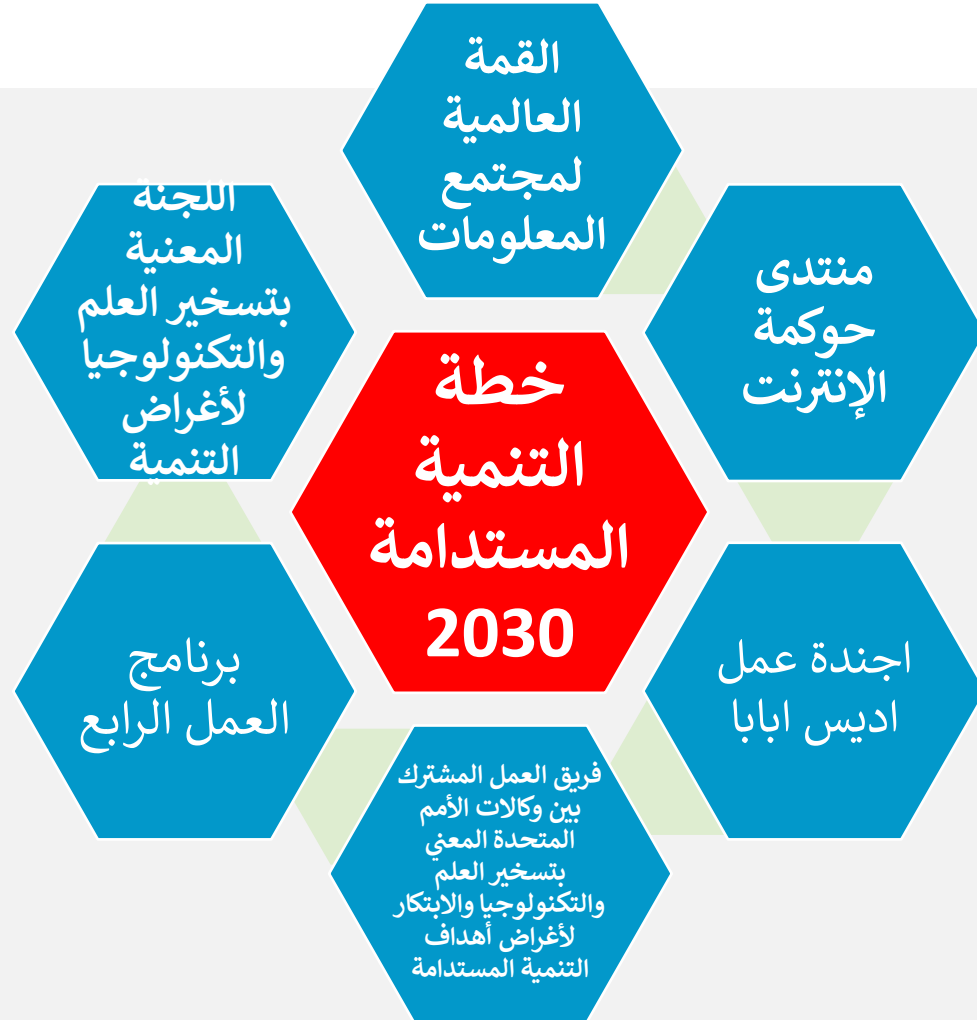 القمة
العالمية
لمجتمع
المعلومات
منتدى
حوكمة
الإنترنت
اللجنة
المعنية
بتسخير العلم
والتكنولوجيا
لأغراض
التنمية
خطة
التنمية
المستدامة
2030
اجندة عمل
اديس ابابا
برنامج
العمل الرابع
فريق العمل المشترك
بين وكالات الأمم
المتحدة المعني
بتسخير العلم
والتكنولوجيا والابتكار
لأغراض أهداف
التنمية المستدامة